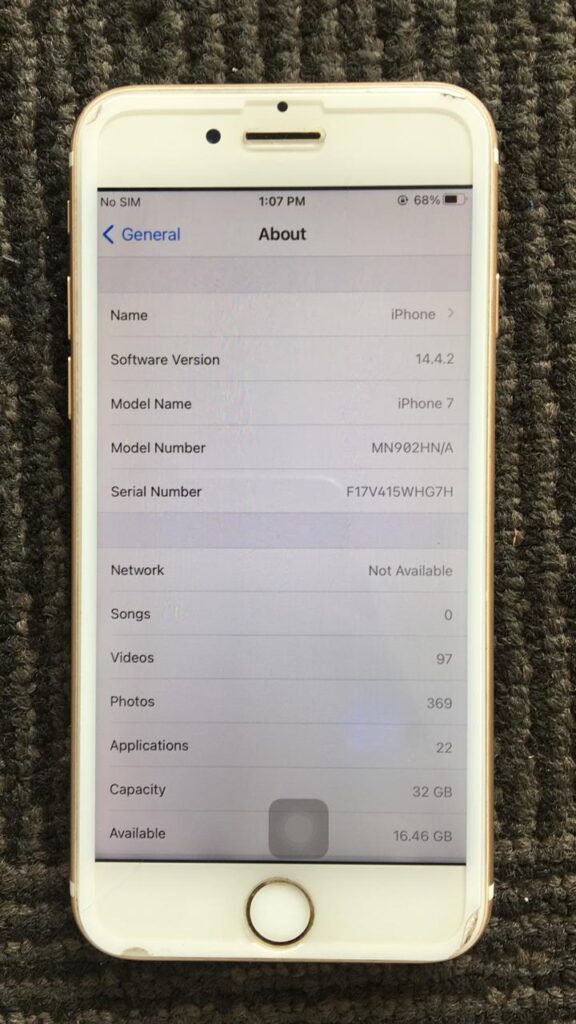 No SIM 1:07 PM 68%
General About
Name iPhone
Software Version 14.4.2
Model Name iPhone 7
Model Number MN902HN/A
Serial Number F17V415WHG7H
Network Not Available
Songs 0
Videos 97
Photos 369
Applications 22
Capacity 32 GB
Available 16.46 GB